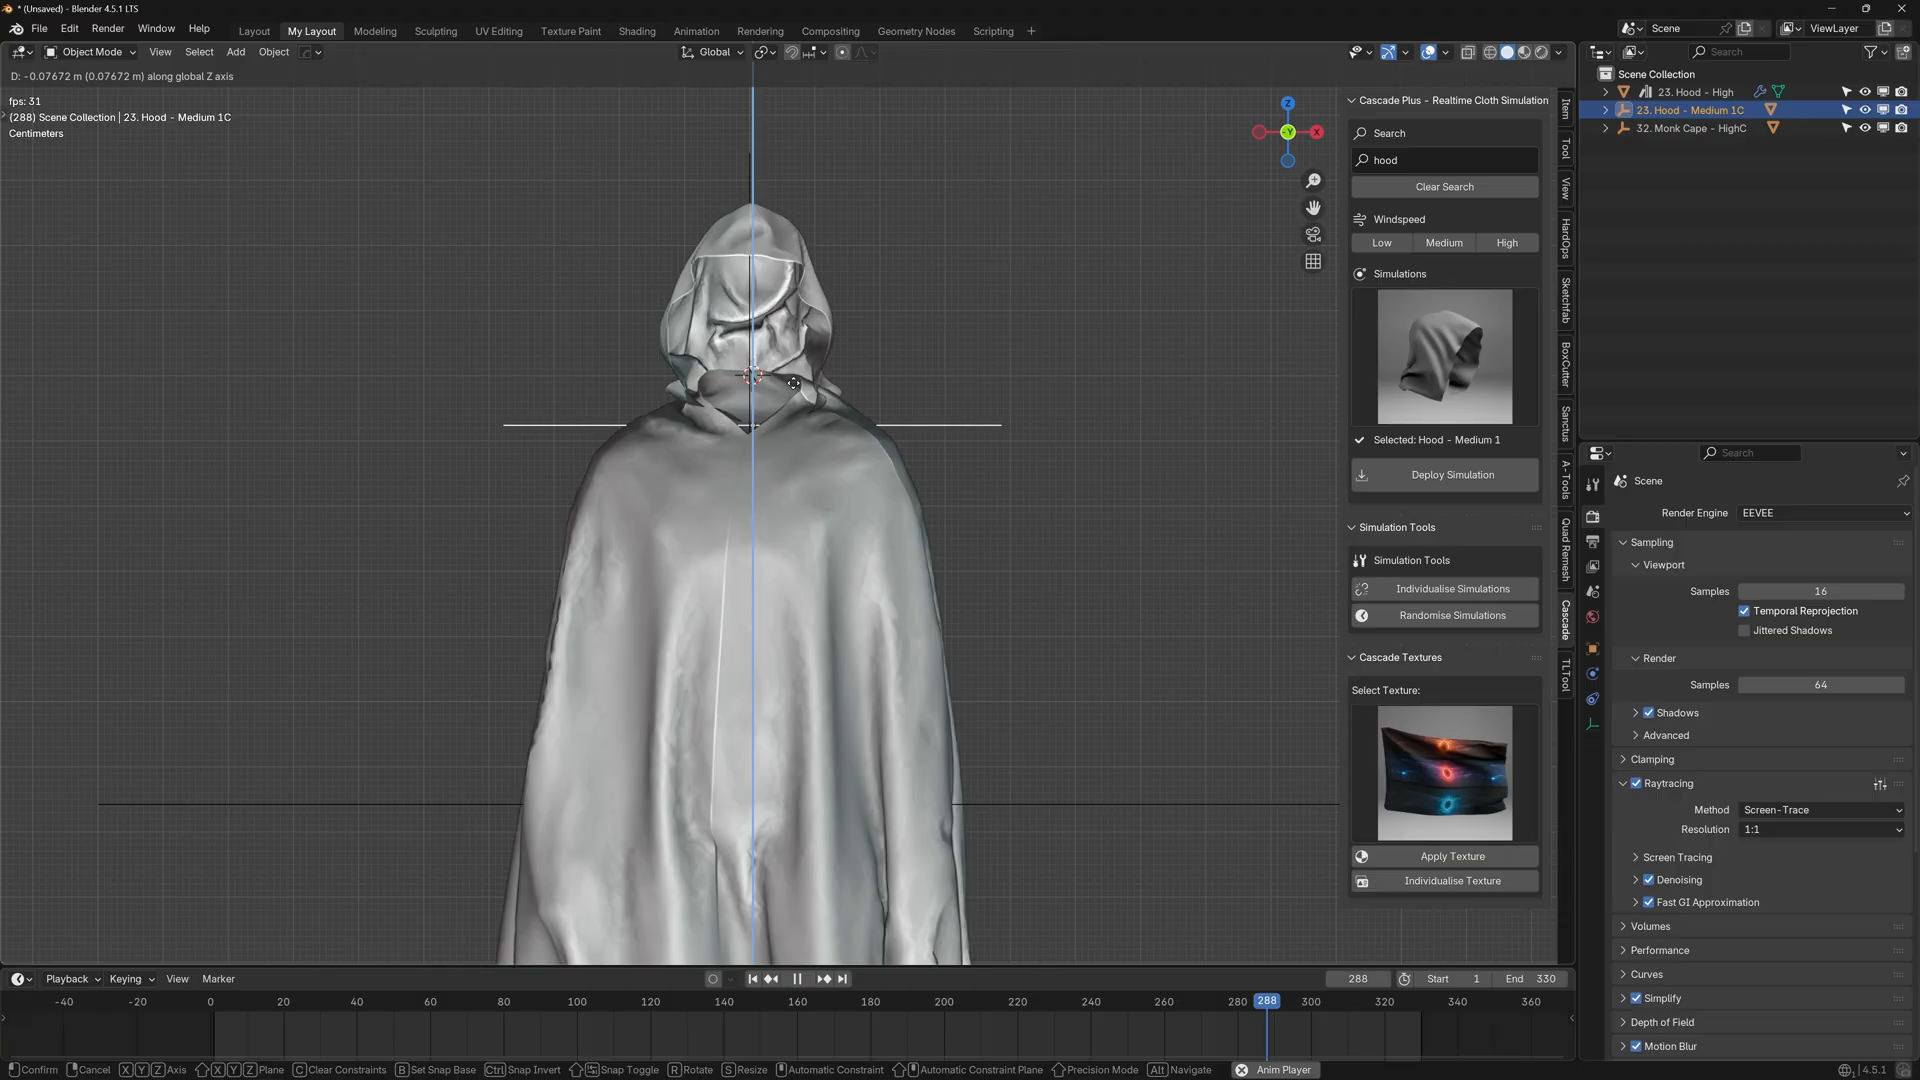 * (Unsaved) - Blender 4.5.1 LTS
File Edit Render Window Help
Layout My Layout Modeling Sculpting UV Editing Texture Paint Shading Animation Rendering Compositing Geometry Nodes Scripting +
Scene
ViewLayer
Object Mode View Select Add Object
Global
Search
D: -0.07672 m (0.07672 m) along global Z axis
fps: 31
(288) Scene Collection | 23. Hood - Medium 1C
Centimeters
Z
-Y
X
Cascade Plus - Realtime Cloth Simulation
Search
hood
Clear Search
Windspeed
Low Medium High
Simulations
Selected: Hood - Medium 1
Deploy Simulation
Simulation Tools
Simulation Tools
Individualise Simulations
Randomise Simulations
Cascade Textures
Select Texture:
Apply Texture
Individualise Texture
Item
Tool
View
HardOps
Sketchfab
BoxCutter
Sanctus
A-Tools
Quad Remesh
Cascade
TLTool
Scene Collection
23. Hood - High
23. Hood - Medium 1C
32. Monk Cape - HighC
Search
Scene
Render Engine EEVEE
Sampling
Viewport
Samples 16
Temporal Reprojection
Jittered Shadows
Render
Samples 64
Shadows
Advanced
Clamping
Raytracing
Method Screen-Trace
Resolution 1:1
Screen Tracing
Denoising
Fast GI Approximation
Volumes
Performance
Curves
Simplify
Depth of Field
Motion Blur
Playback Keying View Marker
288 Start 1 End 330
-40 -20 0 20 40 60 80 100 120 140 160 180 200 220 240 260 280 288 300 320 340 360
Confirm Cancel X Y Z Axis X Y Z Plane C Clear Constraints B Set Snap Base Ctrl Snap Invert Snap Toggle R Rotate S Resize Automatic Constraint Automatic Constraint Plane Precision Mode Alt Navigate Anim Player 4.5.1